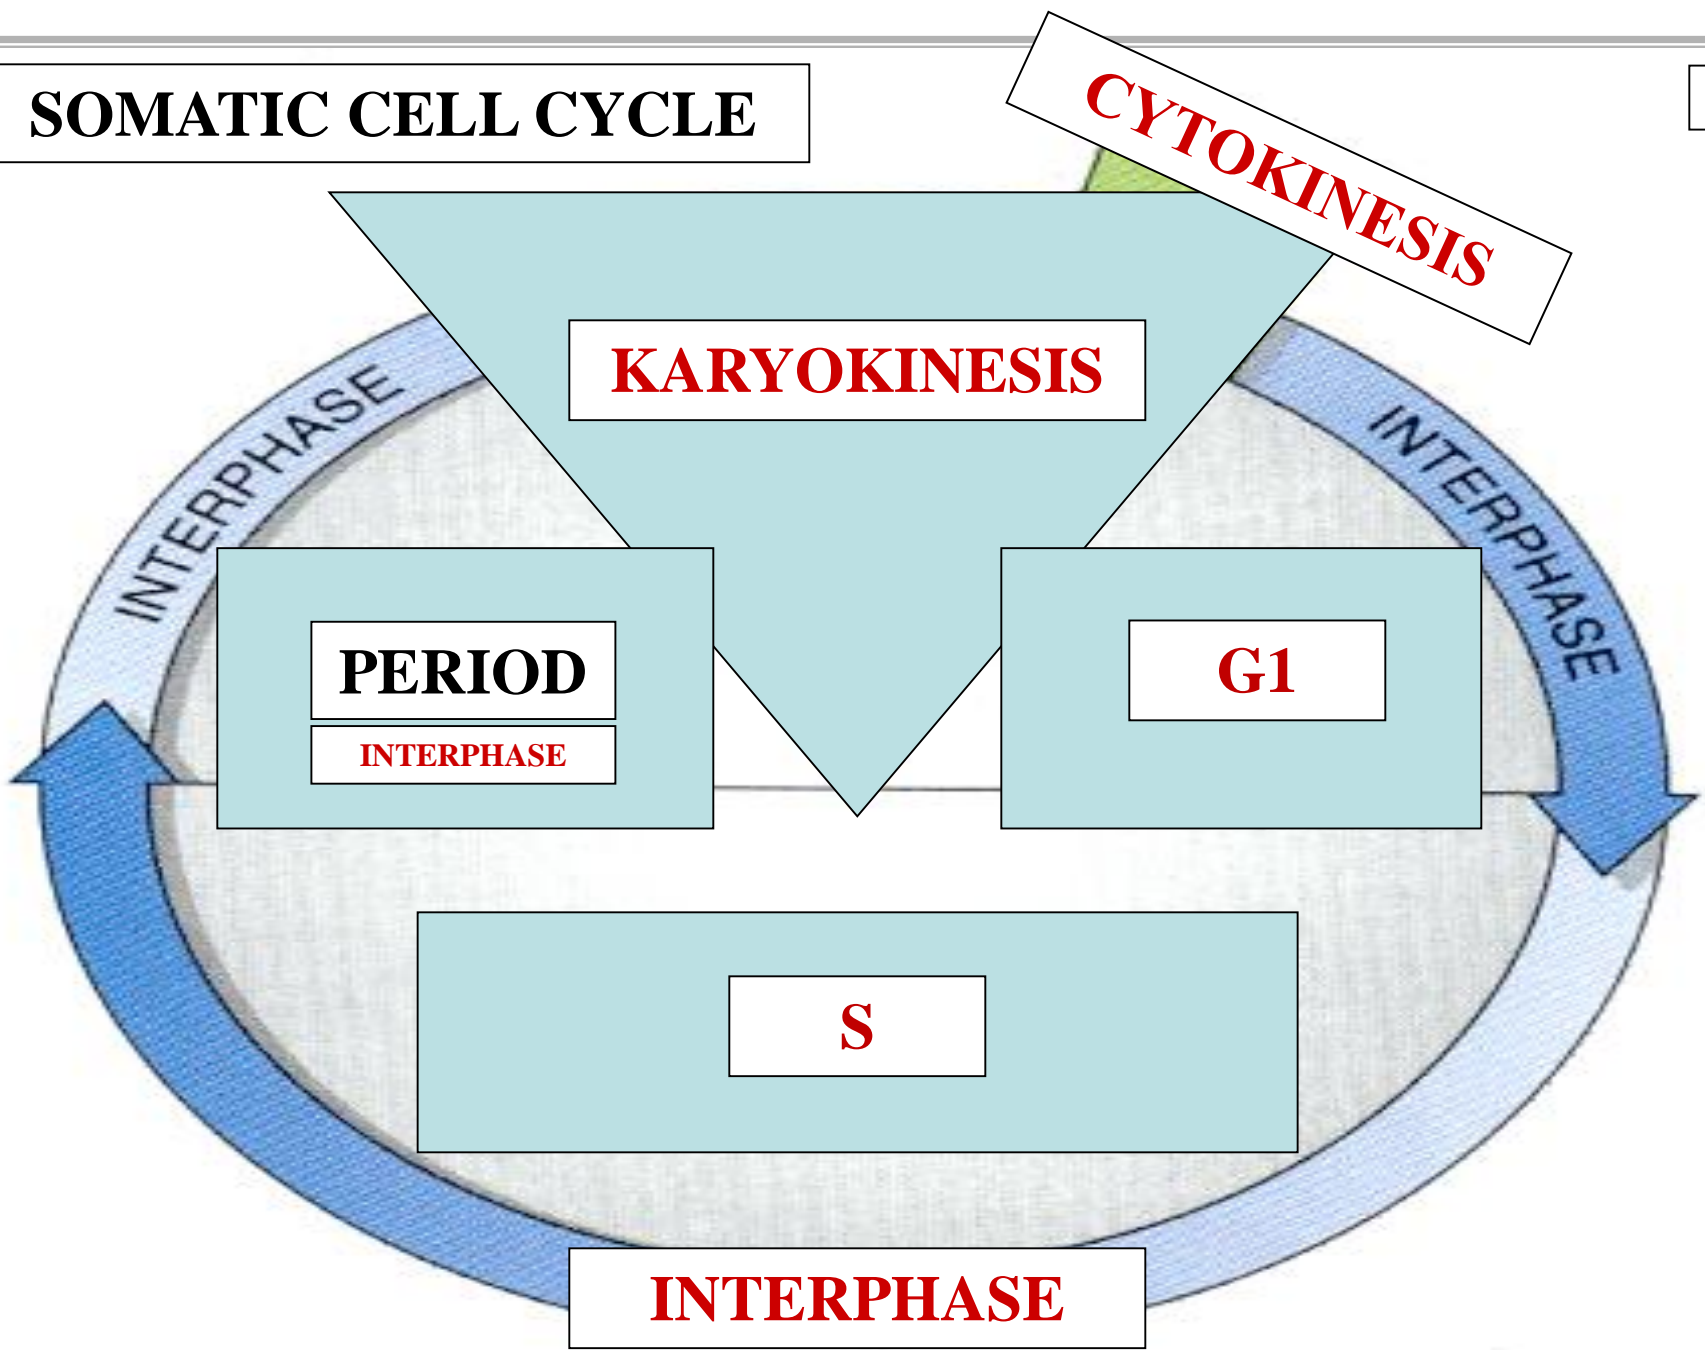 SOMATIC CELL CYCLE
CYTOKINESIS
KARYOKINESIS
INTERPHASE
INTERPHASE
PERIOD
INTERPHASE
G1
S
INTERPHASE